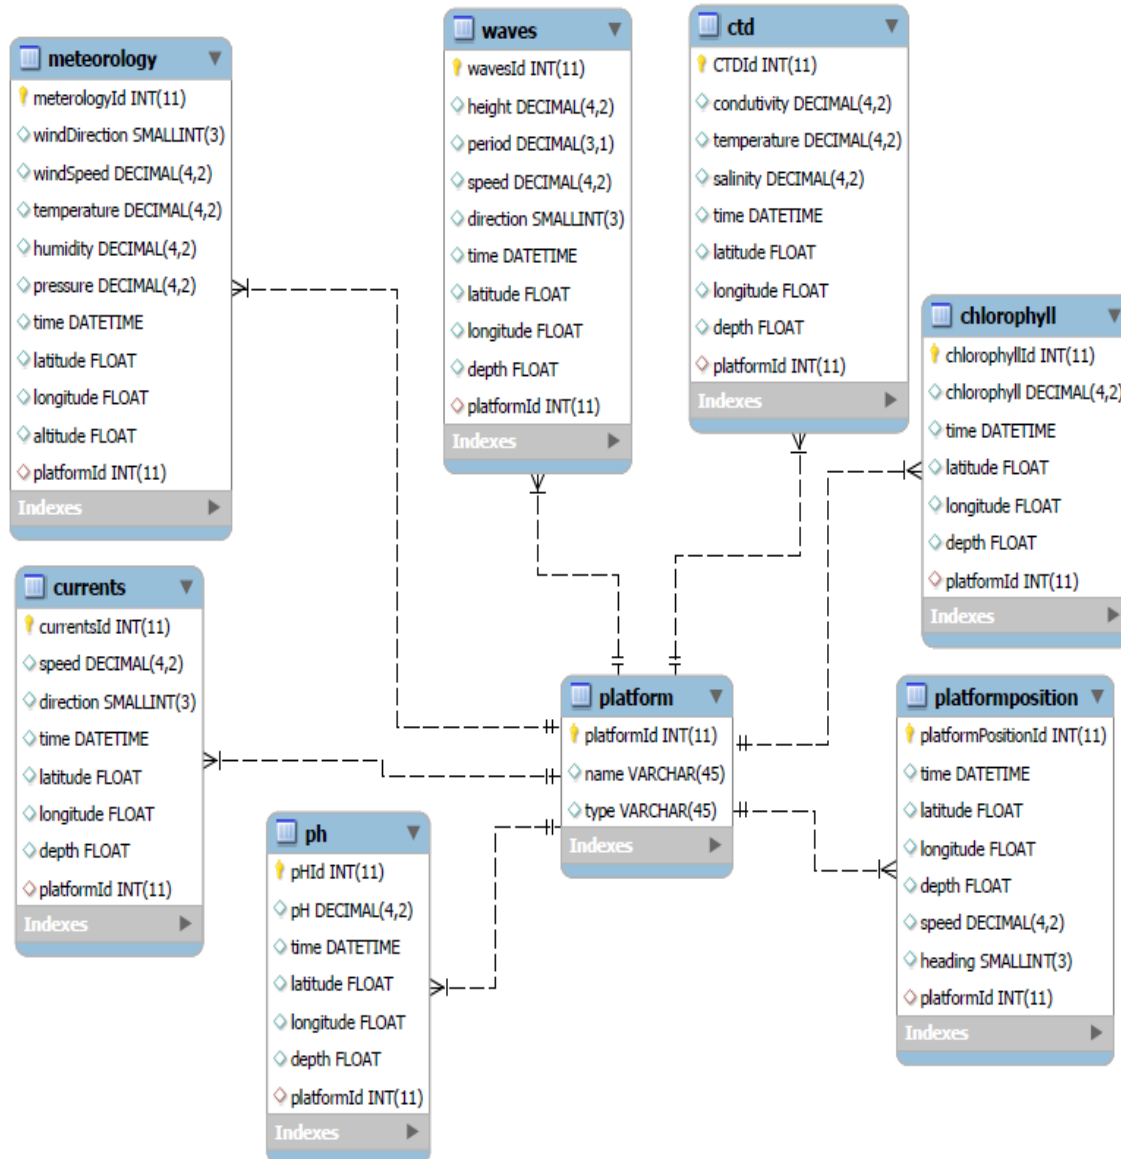 meteorology
meterologyId INT(11)
windDirection SMALLINT(3)
windSpeed DECIMAL(4,2)
temperature DECIMAL(4,2)
humidity DECIMAL(4,2)
pressure DECIMAL(4,2)
time DATETIME
latitude FLOAT
longitude FLOAT
altitude FLOAT
platformId INT(11)
Indexes
waves
wavesId INT(11)
height DECIMAL(4,2)
period DECIMAL(3,1)
speed DECIMAL(4,2)
direction SMALLINT(3)
time DATETIME
latitude FLOAT
longitude FLOAT
depth FLOAT
platformId INT(11)
Indexes
ctd
CTDId INT(11)
condutivity DECIMAL(4,2)
temperature DECIMAL(4,2)
salinity DECIMAL(4,2)
time DATETIME
latitude FLOAT
longitude FLOAT
depth FLOAT
platformId INT(11)
Indexes
chlorophyll
chlorophyllId INT(11)
chlorophyll DECIMAL(4,2)
time DATETIME
latitude FLOAT
longitude FLOAT
depth FLOAT
platformId INT(11)
Indexes
currents
currentsId INT(11)
speed DECIMAL(4,2)
direction SMALLINT(3)
time DATETIME
latitude FLOAT
longitude FLOAT
depth FLOAT
platformId INT(11)
Indexes
platform
platformId INT(11)
name VARCHAR(45)
type VARCHAR(45)
Indexes
platformposition
platformPositionId INT(11)
time DATETIME
latitude FLOAT
longitude FLOAT
depth FLOAT
speed DECIMAL(4,2)
heading SMALLINT(3)
platformId INT(11)
Indexes
ph
pHId INT(11)
pH DECIMAL(4,2)
time DATETIME
latitude FLOAT
longitude FLOAT
depth FLOAT
platformId INT(11)
Indexes